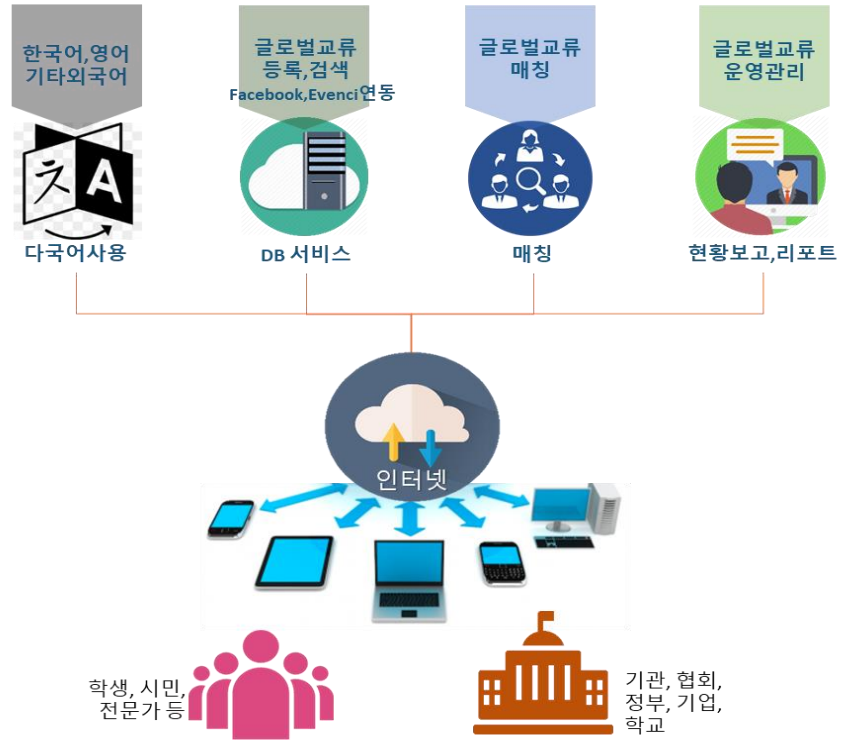 한국어,영어
기타외국어
글로벌교류
등록,검색
Facebook,Evenci연동
글로벌교류
매칭
글로벌교류
운영관리
ㅊ A
다국어사용
DB 서비스
매칭
현황보고,리포트
인터넷
학생, 시민,
전문가 등
기관, 협회,
정부, 기업,
학교